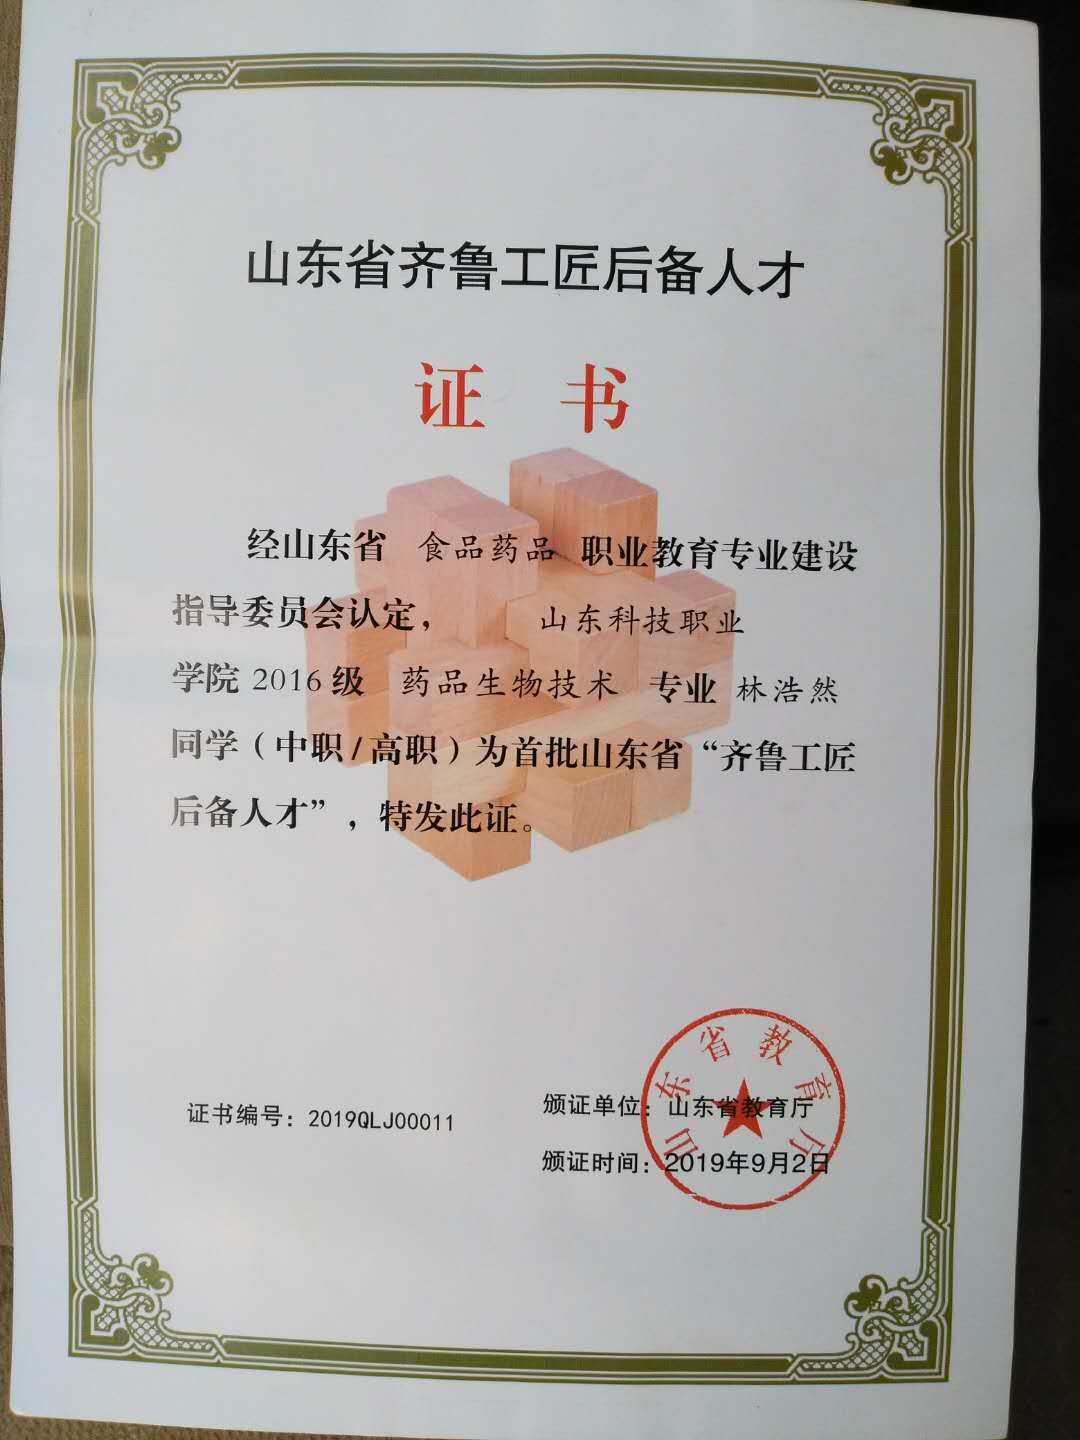 山东省齐鲁工匠后备人才
证 书
经山东省 食品药品 职业教育专业建设
指导委员会认定， 山东科技职业
学院 2016级 药品生物技术 专业 林浩然
同学（中职/高职）为首批山东省“齐鲁工匠
后备人才”，特发此证。
证书编号：2019QLJ00011
颁证单位：山东省教育厅
颁证时间：2019年9月2日
山东省教育厅